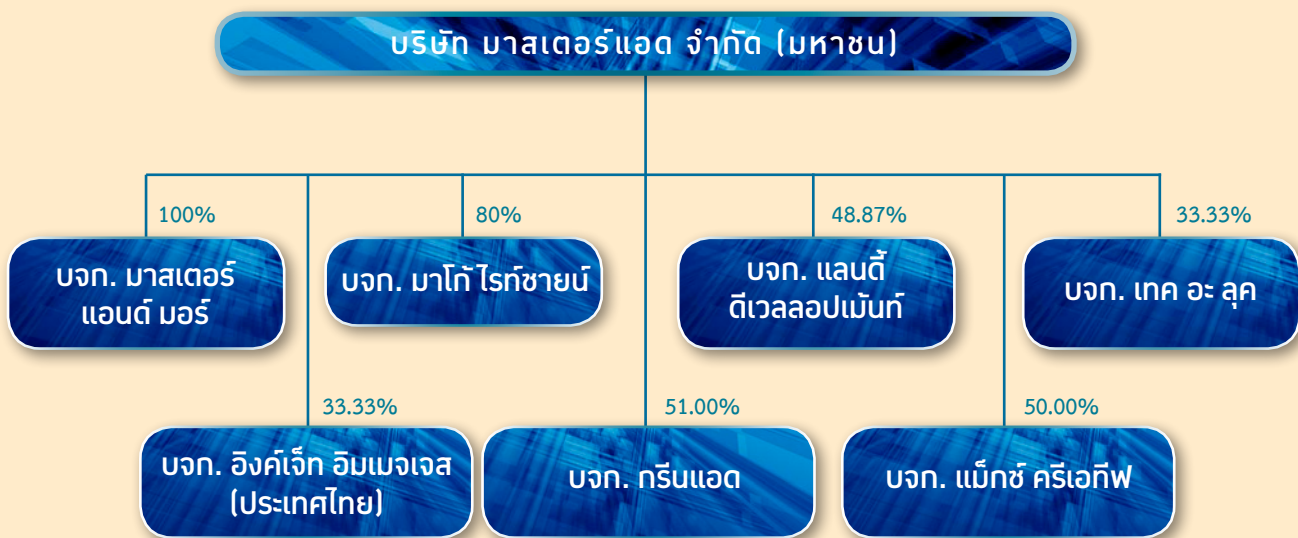 บริษัท มาสเตอร์แอด จำกัด (มหาชน)
100%
80%
48.87%
33.33%
บจก. มาสเตอร์
แอนด์ มอร์
บจก. มาโก้ ไรท์ซายน์
บจก. แลนดี้
ดีเวลลอปเม้นท์
บจก. เทค อะ ลุค
33.33%
51.00%
50.00%
บจก. อิงค์เจ็ท อิมเมจเจส
(ประเทศไทย)
บจก. กรีนแอด
บจก. แม็กซ์ ครีเอทีฟ